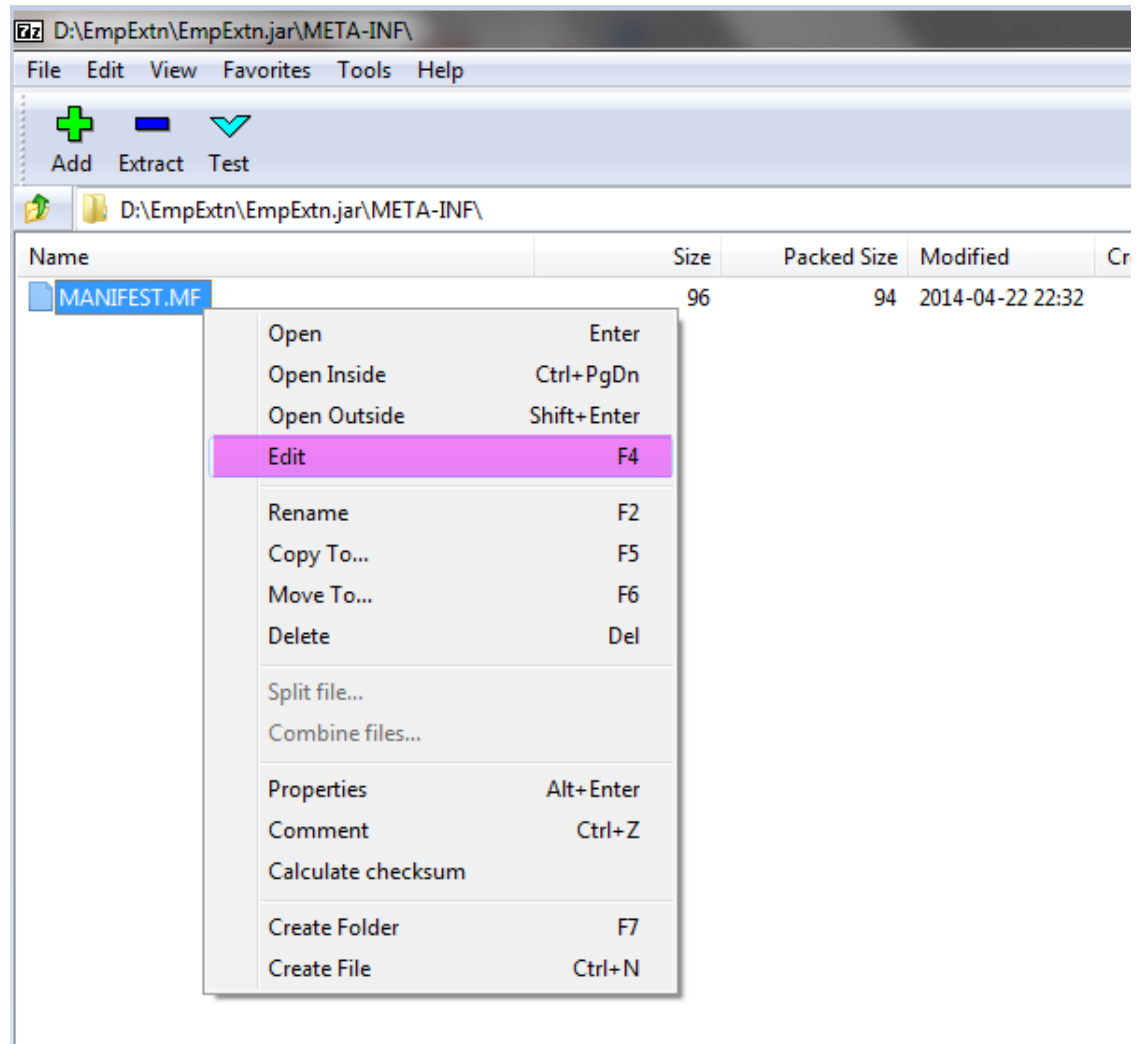 7z D:\EmpExtn\EmpExtn.jar\META-INF\
File Edit View Favorites Tools Help
Add Extract Test
D:\EmpExtn\EmpExtn.jar\META-INF\
Name Size Packed Size Modified Cr
MANIFEST.MF 96 94 2014-04-22 22:32
Open Enter
Open Inside Ctrl+PgDn
Open Outside Shift+Enter
Edit F4
Rename F2
Copy To... F5
Move To... F6
Delete Del
Split file...
Combine files...
Properties Alt+Enter
Comment Ctrl+Z
Calculate checksum
Create Folder F7
Create File Ctrl+N